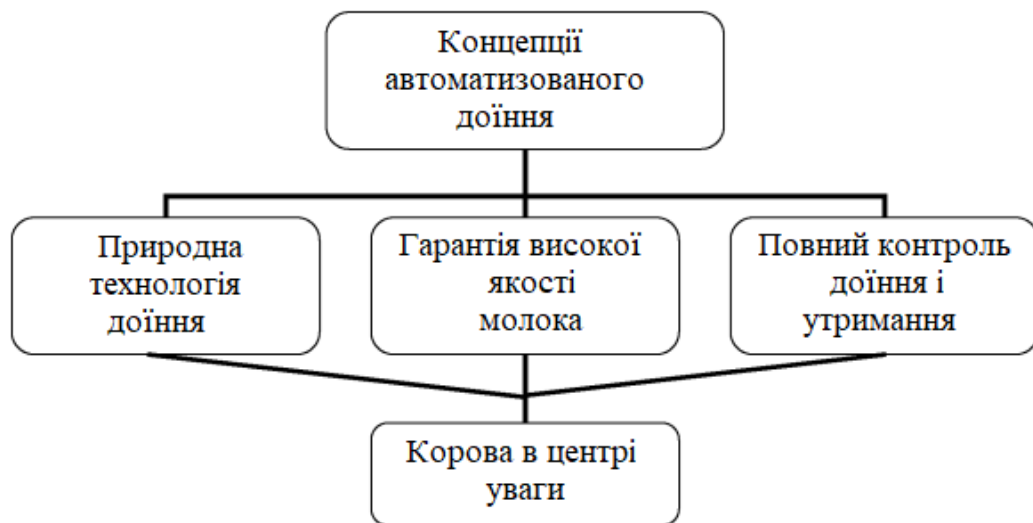 Концепції
автоматизованого
доїння
Природна
технологія
доїння
Гарантія високої
якості
молока
Повний контроль
доїння і
утримання
Корова в центрі
уваги